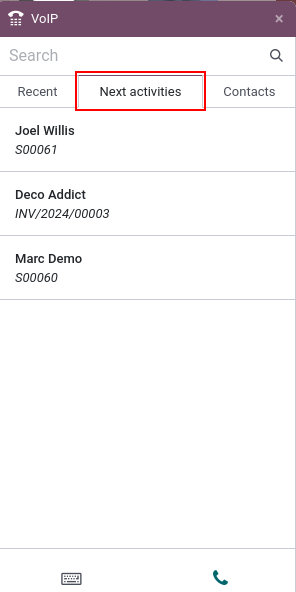 VoIP
Search
Recent Next activities Contacts
Joel Willis
S00061
Deco Addict
INV/2024/00003
Marc Demo
S00060